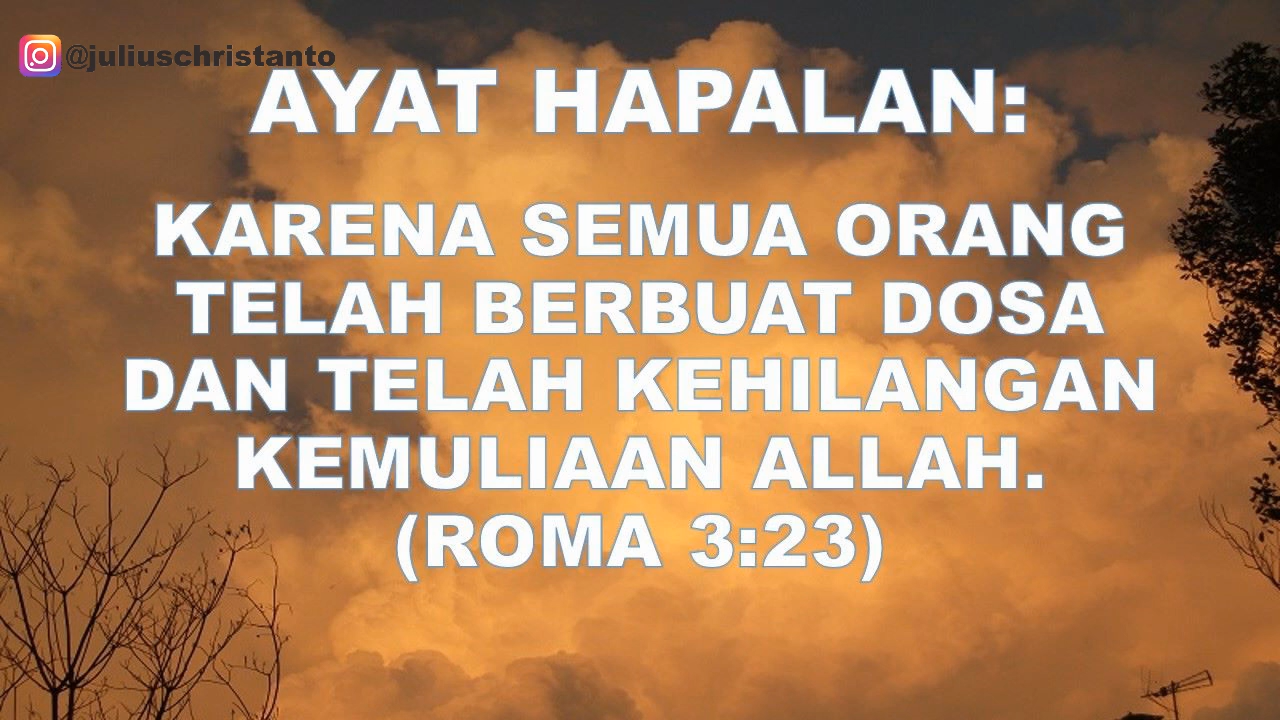 @juliuschristanto
AYAT HAPALAN:
KARENA SEMUA ORANG
TELAH BERBUAT DOSA
DAN TELAH KEHILANGAN
KEMULIAAN ALLAH.
(ROMA 3:23)